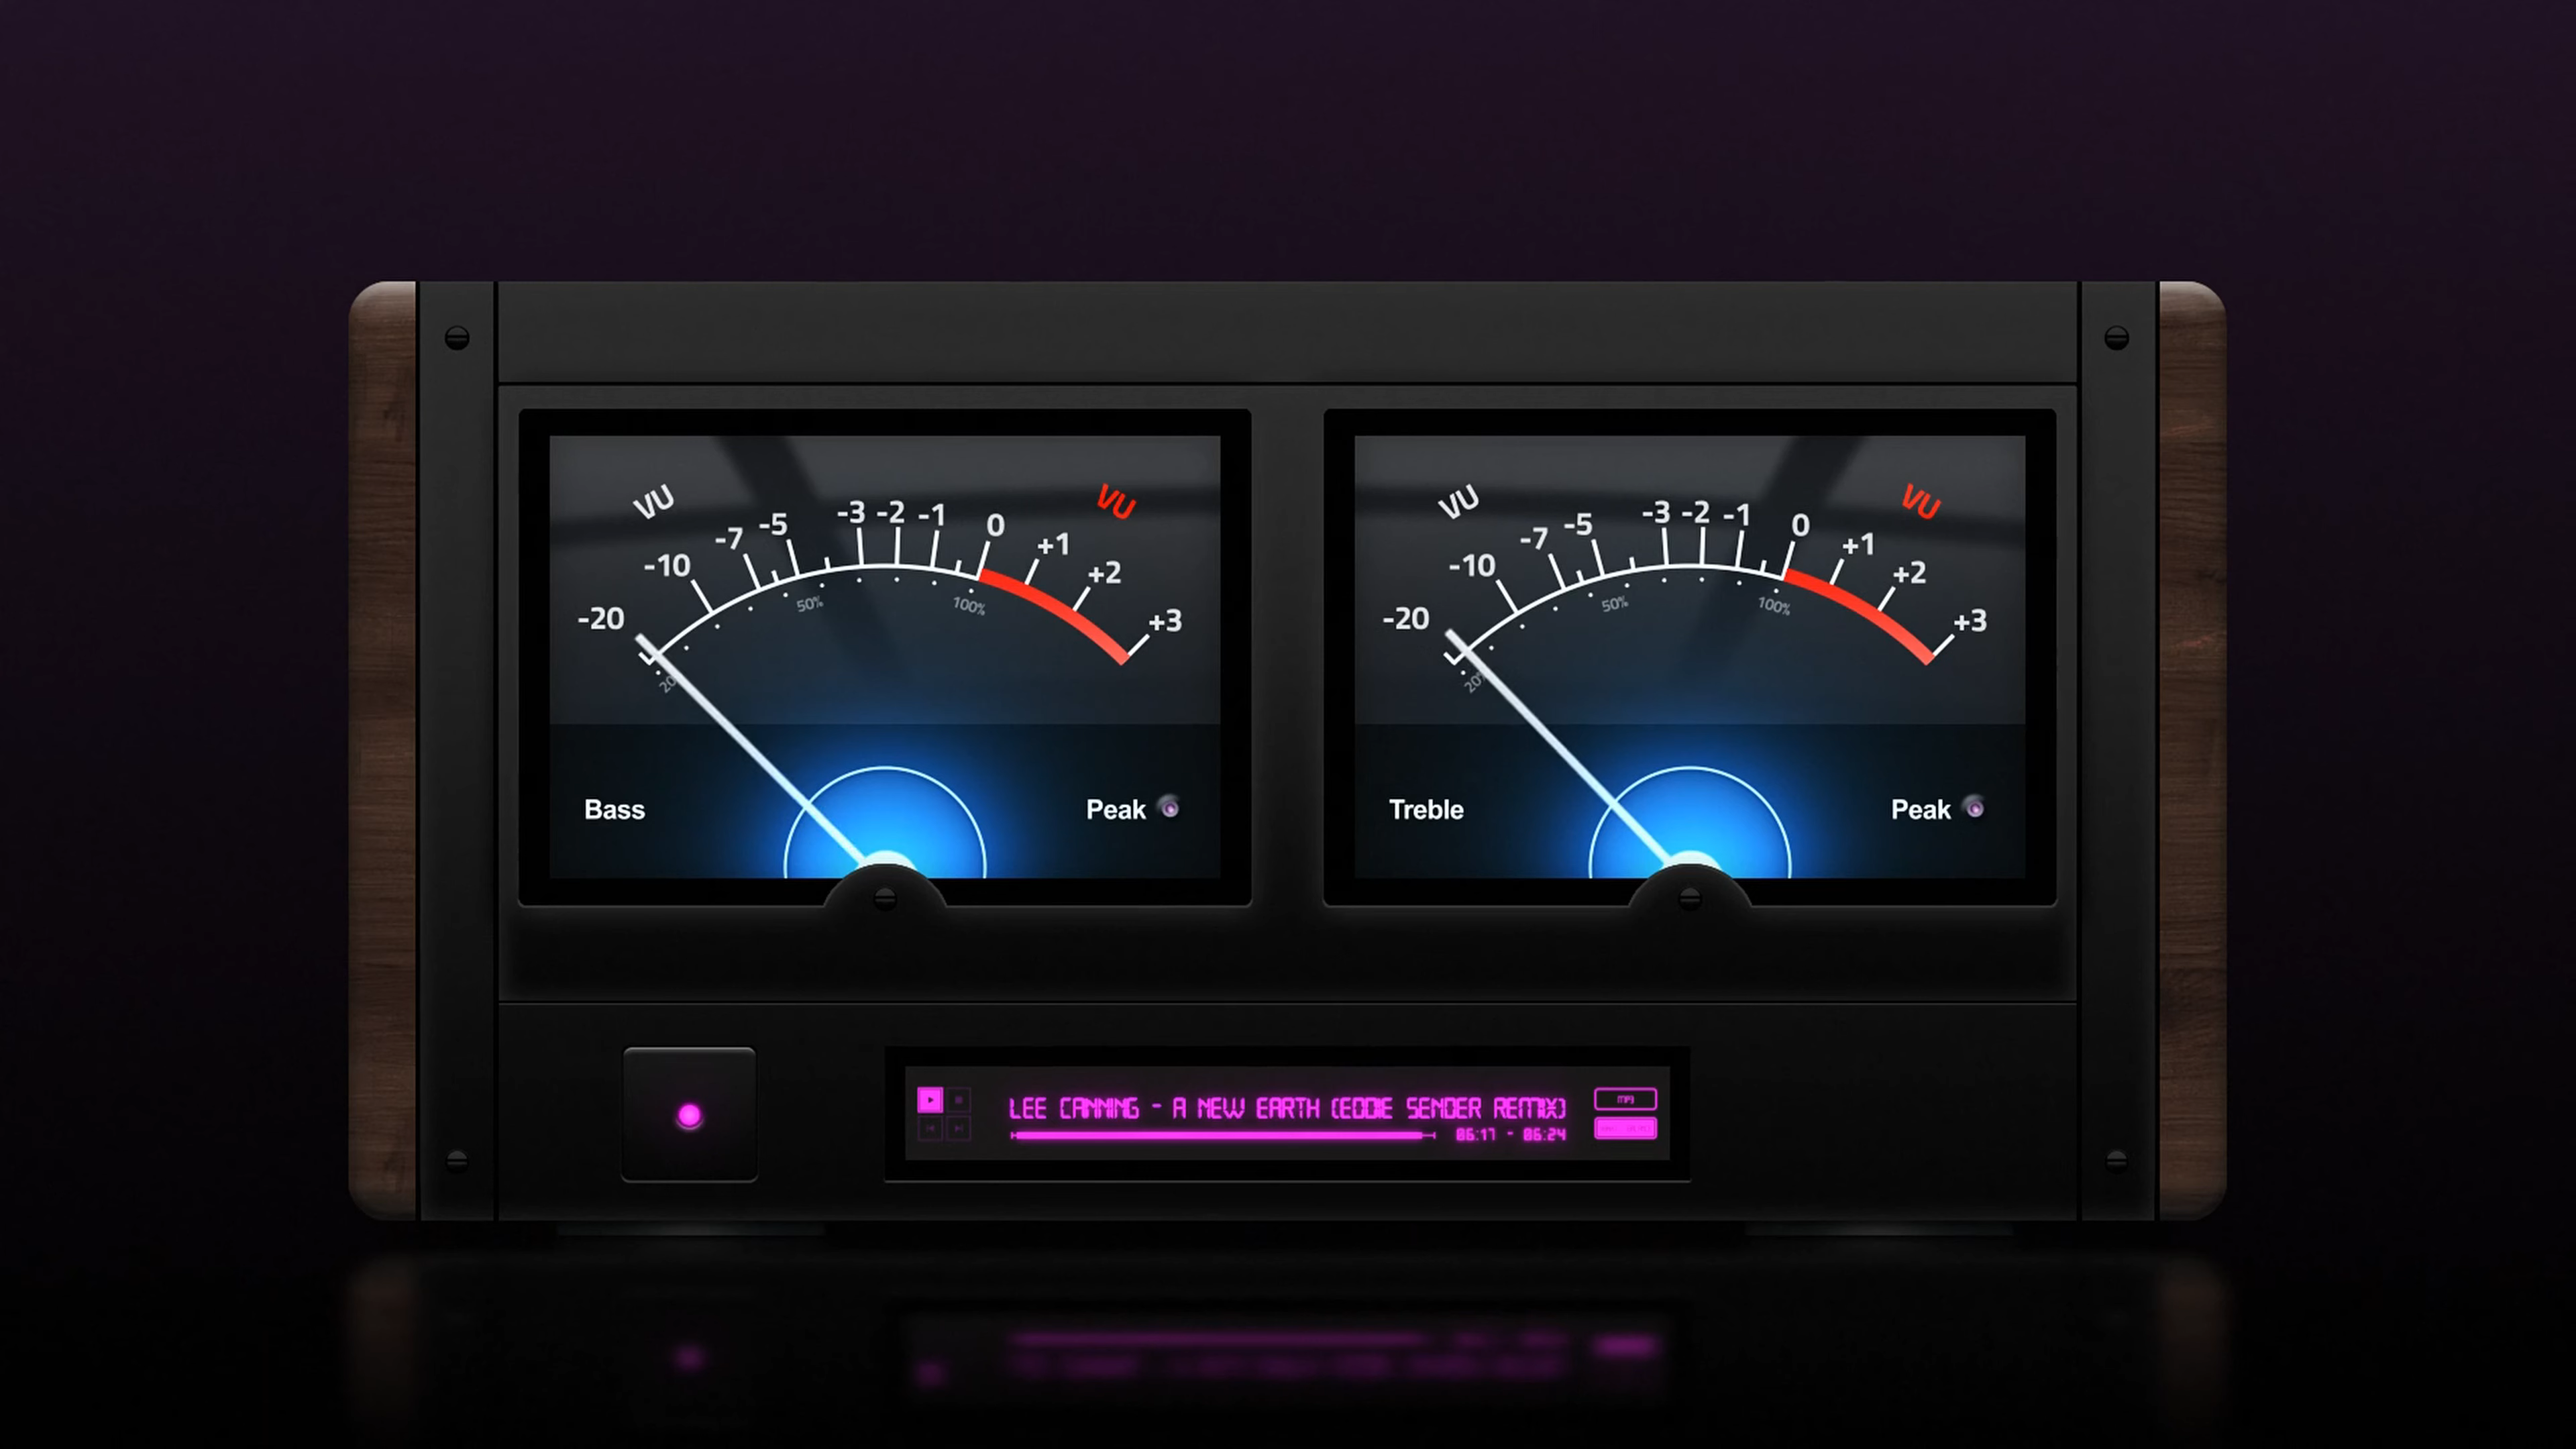 VU
VU
-20 -10 -7 -5 -3 -2 -1 0 +1 +2 +3
50% 100%
Bass
Peak
VU
VU
-20 -10 -7 -5 -3 -2 -1 0 +1 +2 +3
50% 100%
Treble
Peak
LEE CANNING - A NEW EARTH (EDDIE SENDER REMIX)
06:17 - 06:24
MP3